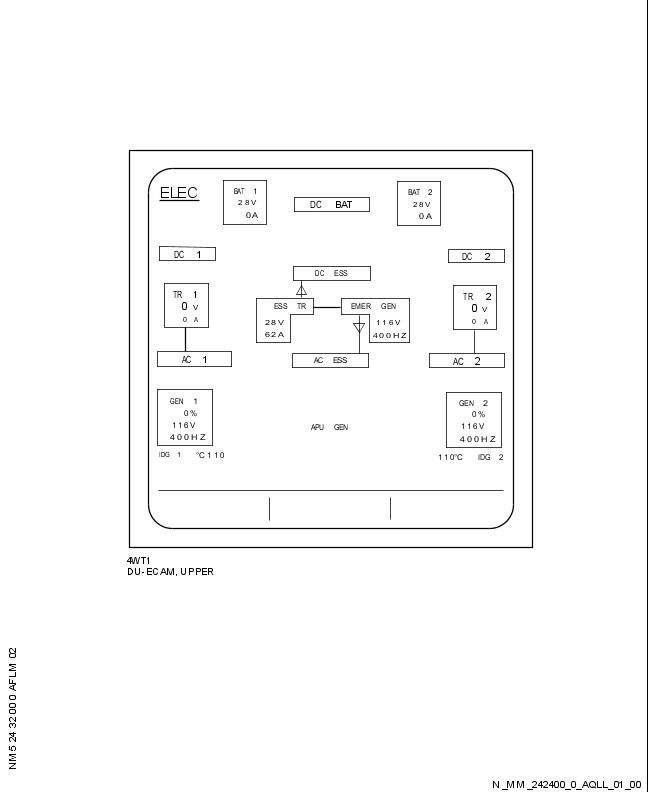 ELEC
BAT 1
28V
0A
DC BAT
BAT 2
28V
0A
DC 1
DC 2
DC ESS
TR 1
0 V
0 A
ESS TR
28V
62A
EMER GEN
116V
400HZ
TR 2
0 V
0 A
AC 1
AC ESS
AC 2
GEN 1
0%
116V
400HZ
IDG 1 °C110
APU GEN
GEN 2
0%
116V
400HZ
110°C IDG 2
4WT1
DU-ECAM, UPPER
NM5 24 32 00 0 AFLM 02
N_MM_242400_0_AQLL_01_00